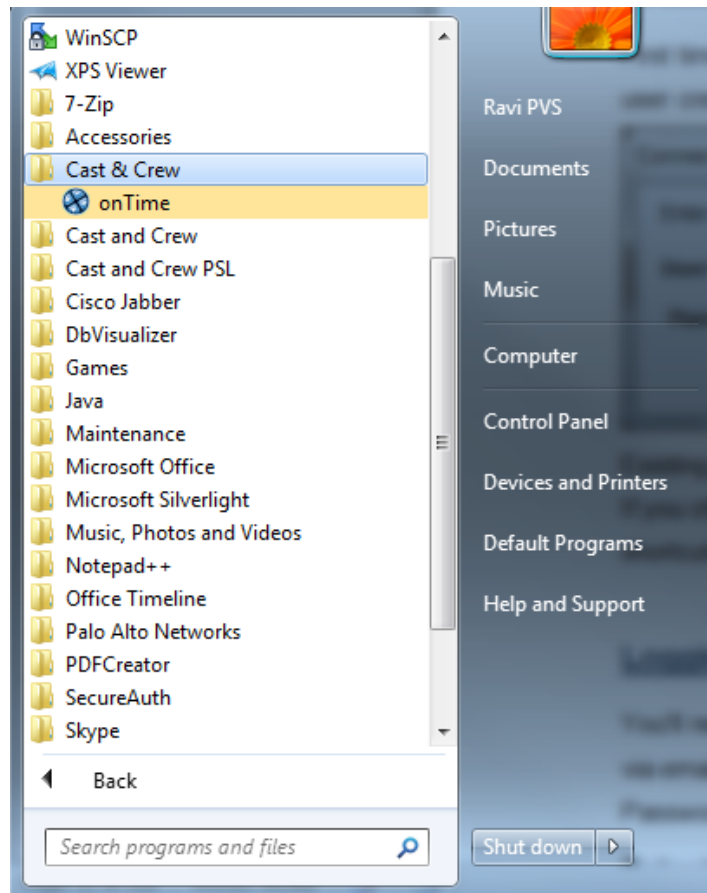 WinSCP
XPS Viewer
7-Zip
Accessories
Cast & Crew
onTime
Cast and Crew
Cast and Crew PSL
Cisco Jabber
DbVisualizer
Games
Java
Maintenance
Microsoft Office
Microsoft Silverlight
Music, Photos and Videos
Notepad++
Office Timeline
Palo Alto Networks
PDFCreator
SecureAuth
Skype
Back
Search programs and files
Ravi PVS
Documents
Pictures
Music
Computer
Control Panel
Devices and Printers
Default Programs
Help and Support
Shut down